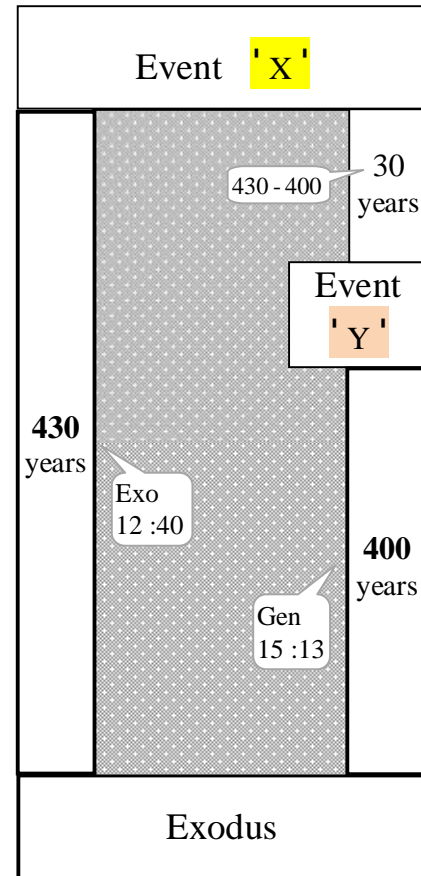 Event ' X '
430 - 400
30
years
Event
' Y '
430
years
Exo
12 :40
400
years
Gen
15 :13
Exodus